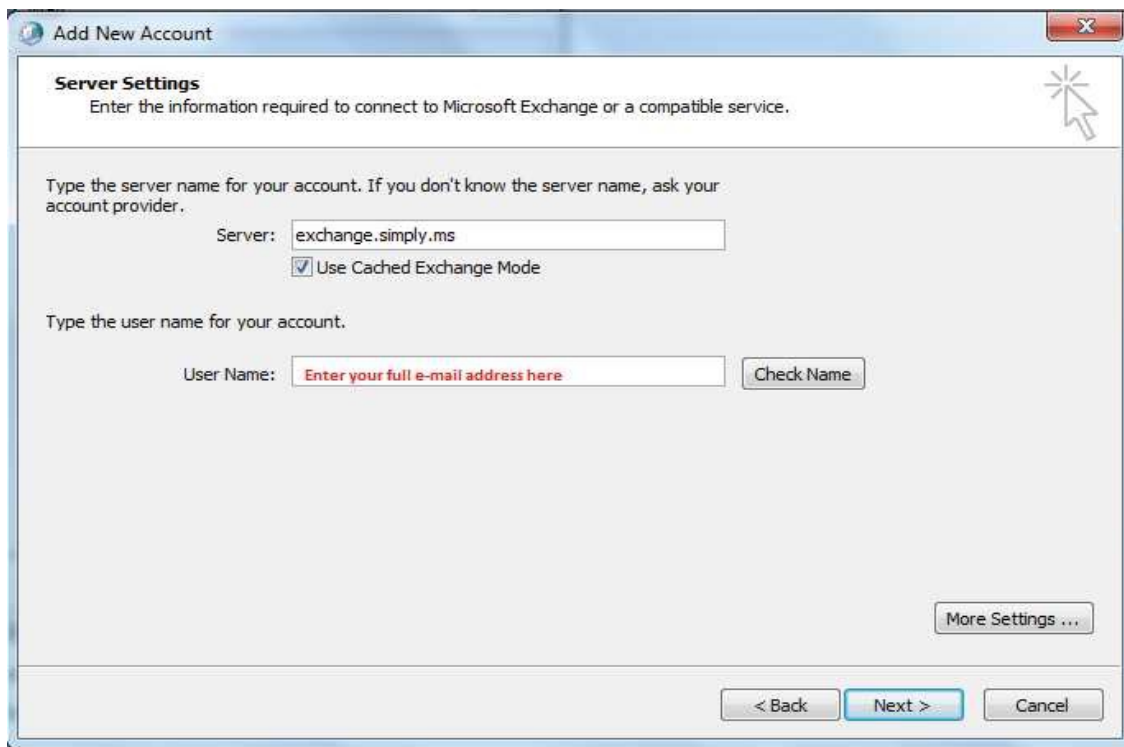 Add New Account
Server Settings
Enter the information required to connect to Microsoft Exchange or a compatible service.
Type the server name for your account. If you don't know the server name, ask your
account provider.
Server: exchange.simply.ms
Use Cached Exchange Mode
Type the user name for your account.
User Name: Enter your full e-mail address here Check Name
More Settings ...
< Back Next > Cancel